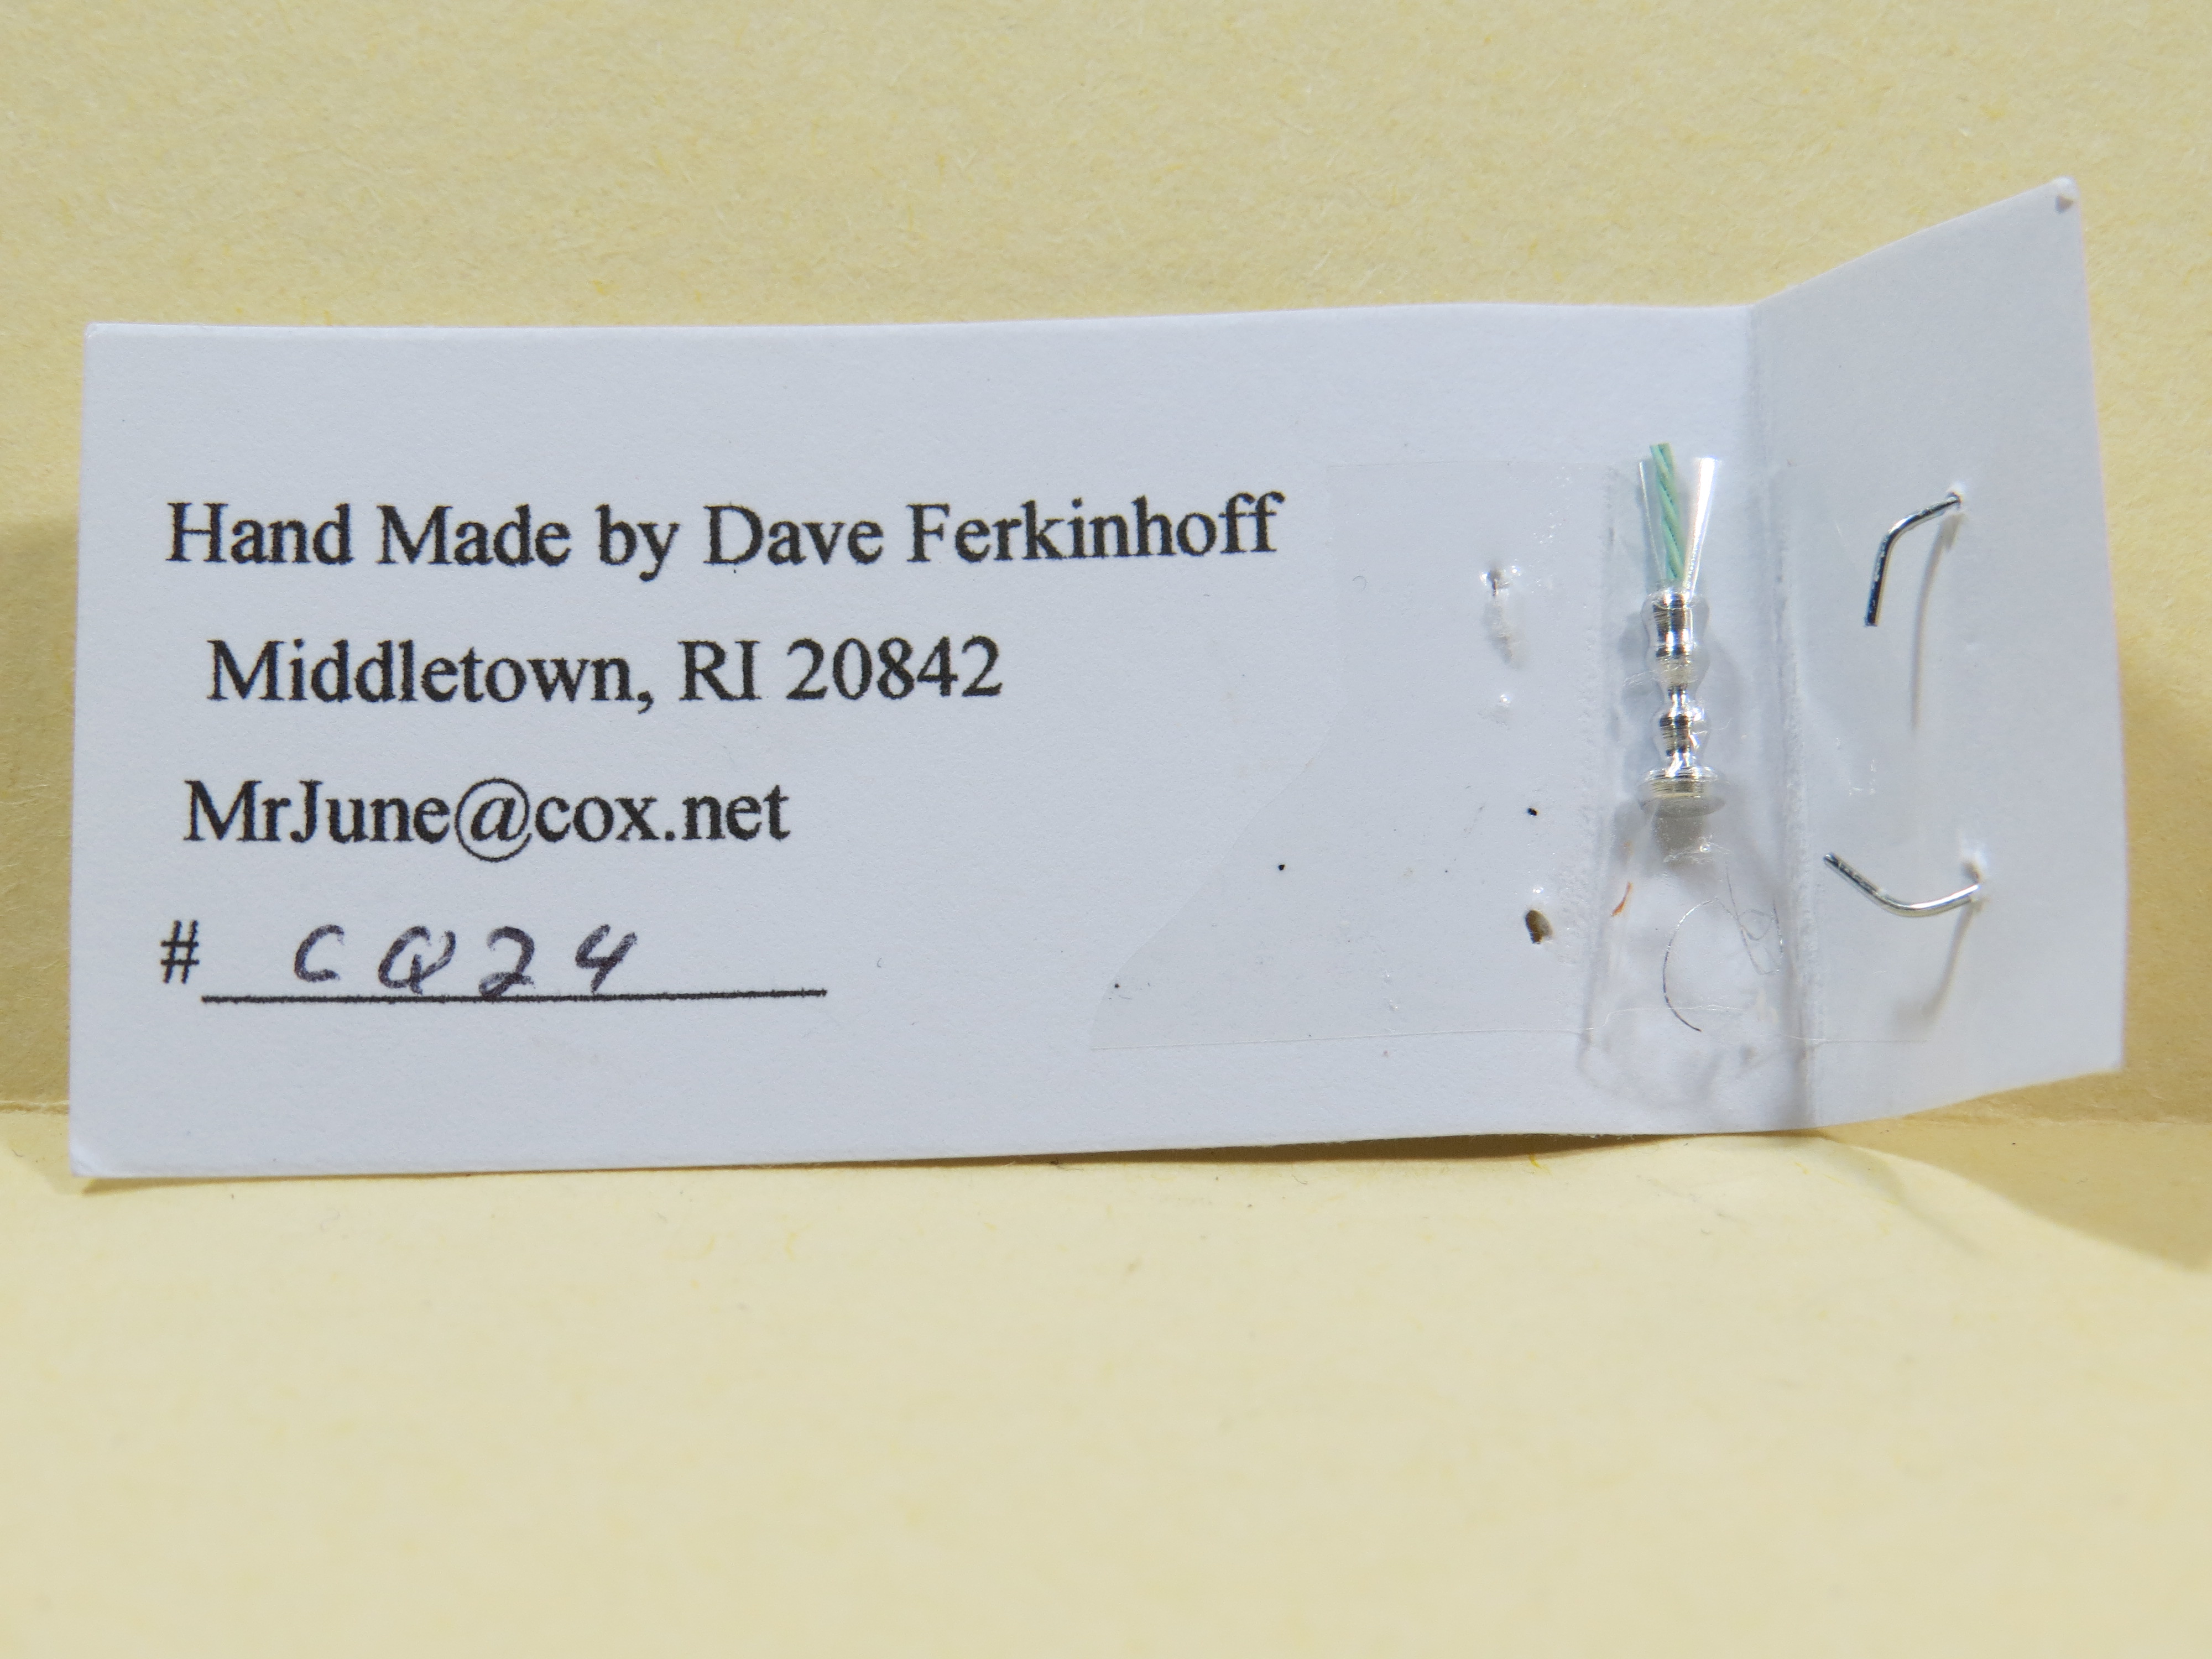 Hand Made by Dave Ferkinhoff
Middletown, RI 20842
MrJune@cox.net
# CQ24